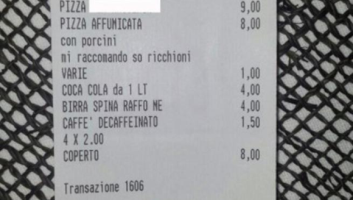 PIZZA 9,00
PIZZA AFFUMICATA 8,00
con porcini
mi raccomando so ricchioni
VARIE 1,00
COCA COLA da 1 LT 4,00
BIRRA SPINA RAFFO ME 4,00
CAFFE' DECAFFEINATO 1,50
4 X 2.00
COPERTO 8,00
Transazione 1606